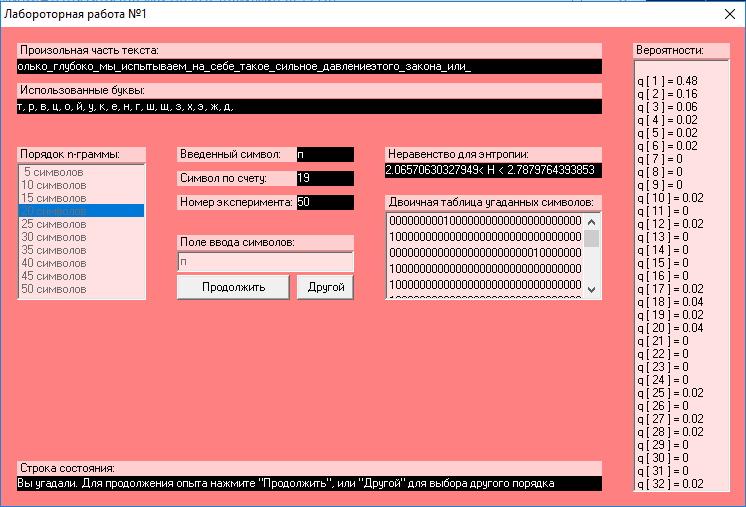 Лабороторная работа №1
Произольная часть текста:
олько_глубоко_мы_испытываем_на_себе_такое_сильное_давлениеэтого_закона_или_
Использованные буквы:
т, р, в, ц, о, й, у, к, е, н, г, ш, щ, з, х, э, ж, д,
Порядок n-граммы:
5 символов
10 символов
15 символов
20 символов
25 символов
30 символов
35 символов
40 символов
45 символов
50 символов
Введенный символ: п
Символ по счету: 19
Номер эксперимента: 50
Поле ввода символов:
п
Продолжить Другой
Неравенство для энтропии:
2.06570630327949< H < 2.7879764393853
Двоичная таблица угаданных символов:
00000000010000000000000000000000
10000000000000000000000000000000
00000000000000000000000010000000
10000000000000000000000000000000
10000000000000000000000000000000
Вероятности:
q [ 1 ] = 0.48
q [ 2 ] = 0.16
q [ 3 ] = 0.06
q [ 4 ] = 0.02
q [ 5 ] = 0.02
q [ 6 ] = 0.02
q [ 7 ] = 0
q [ 8 ] = 0
q [ 9 ] = 0
q [ 10 ] = 0.02
q [ 11 ] = 0
q [ 12 ] = 0.02
q [ 13 ] = 0
q [ 14 ] = 0
q [ 15 ] = 0
q [ 16 ] = 0
q [ 17 ] = 0.02
q [ 18 ] = 0.04
q [ 19 ] = 0.02
q [ 20 ] = 0.04
q [ 21 ] = 0
q [ 22 ] = 0
q [ 23 ] = 0
q [ 24 ] = 0
q [ 25 ] = 0.02
q [ 26 ] = 0
q [ 27 ] = 0.02
q [ 28 ] = 0.02
q [ 29 ] = 0
q [ 30 ] = 0
q [ 31 ] = 0
q [ 32 ] = 0.02
Строка состояния:
Вы угадали. Для продолжения опыта нажмите "Продолжить", или "Другой" для выбора другого порядка